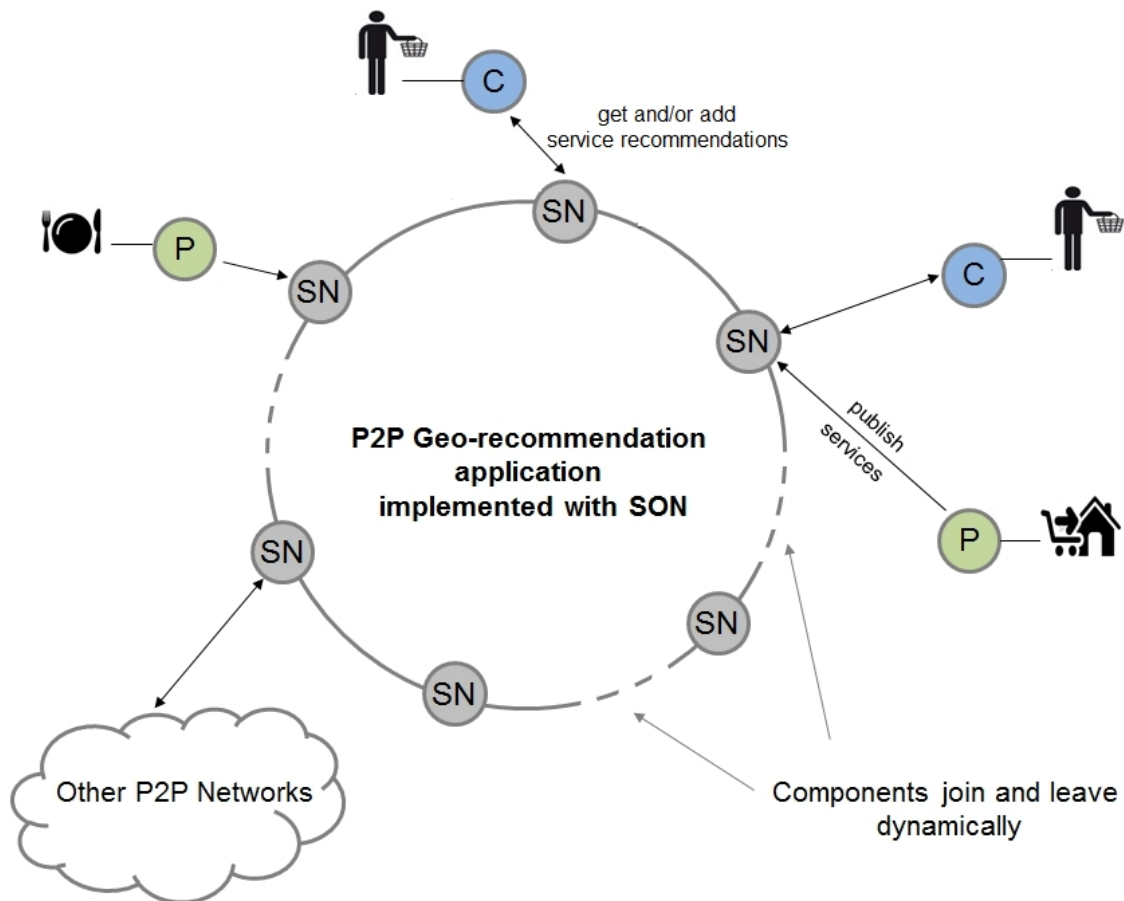 C
get and/or add
service recommendations
SN
P
SN
C
SN
publish
services
P2P Geo-recommendation
application
implemented with SON
P
SN
SN
SN
Other P2P Networks
Components join and leave
dynamically